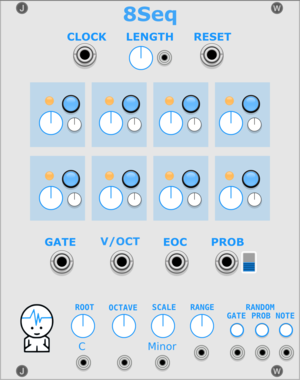 J W
8Seq
CLOCK LENGTH RESET
GATE V/OCT EOC PROB
ROOT OCTAVE SCALE RANGE RANDOM
GATE PROB NOTE
C Minor
J W